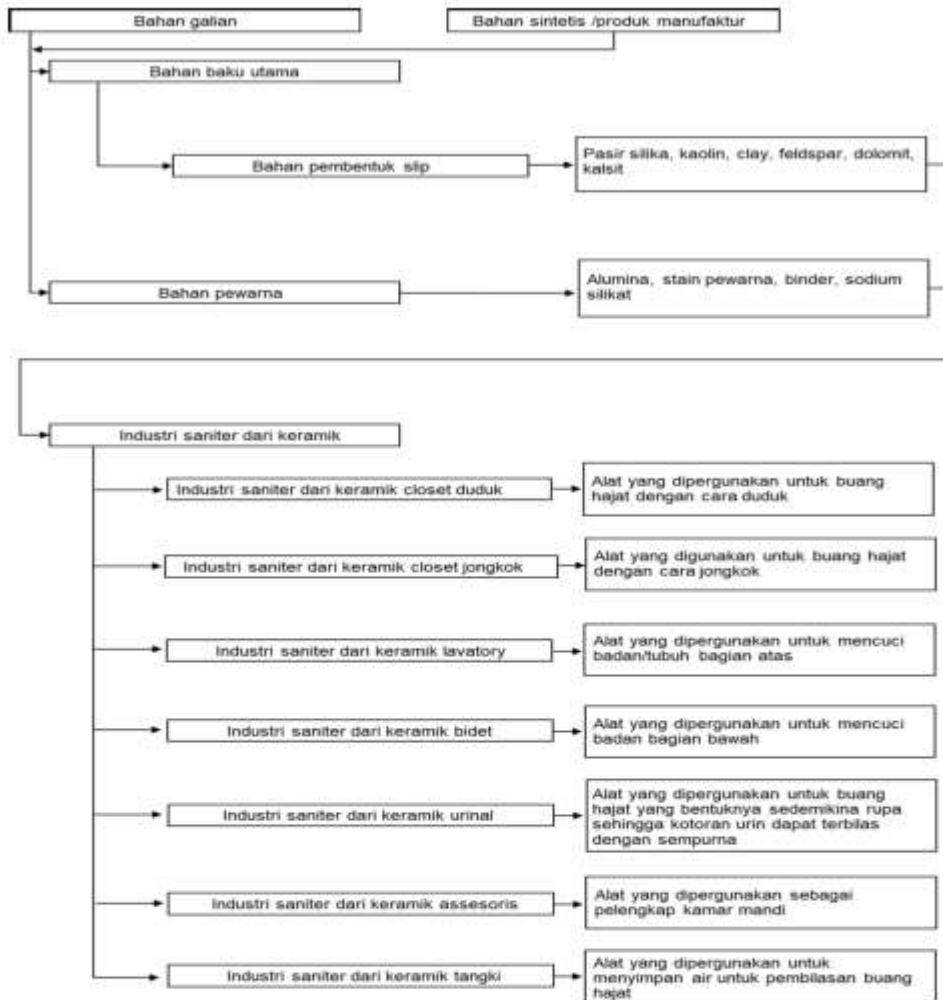 Bahan galian
Bahan sintetis /produk manufaktur
Bahan baku utama
Bahan pembentuk slip
Pasir silika, kaolin, clay, feldspar, dolomit,
kalsit
Bahan pewarna
Alumina, stain pewarna, binder, sodium
silikat
Industri saniter dari keramik
Industri saniter dari keramik closet duduk
Alat yang dipergunakan untuk buang
hajat dengan cara duduk
Industri saniter dari keramik closet jongkok
Alat yang digunakan untuk buang hajat
dengan cara jongkok
Industri saniter dari keramik lavatory
Alat yang dipergunakan untuk mencuci
badan/tubuh bagian atas
Industri saniter dari keramik bidet
Alat yang dipergunakan untuk mencuci
badan bagian bawah
Industri saniter dari keramik urinal
Alat yang dipergunakan untuk buang
hajat yang bentuknya sedemikina rupa
sehingga kotoran urin dapat terbilas
dengan sempurna
Industri saniter dari keramik assesoris
Alat yang dipergunakan sebagai
pelengkap kamar mandi
Industri saniter dari keramik tangki
Alat yang dipergunakan untuk
menyimpan air untuk pembilasan buang
hajat